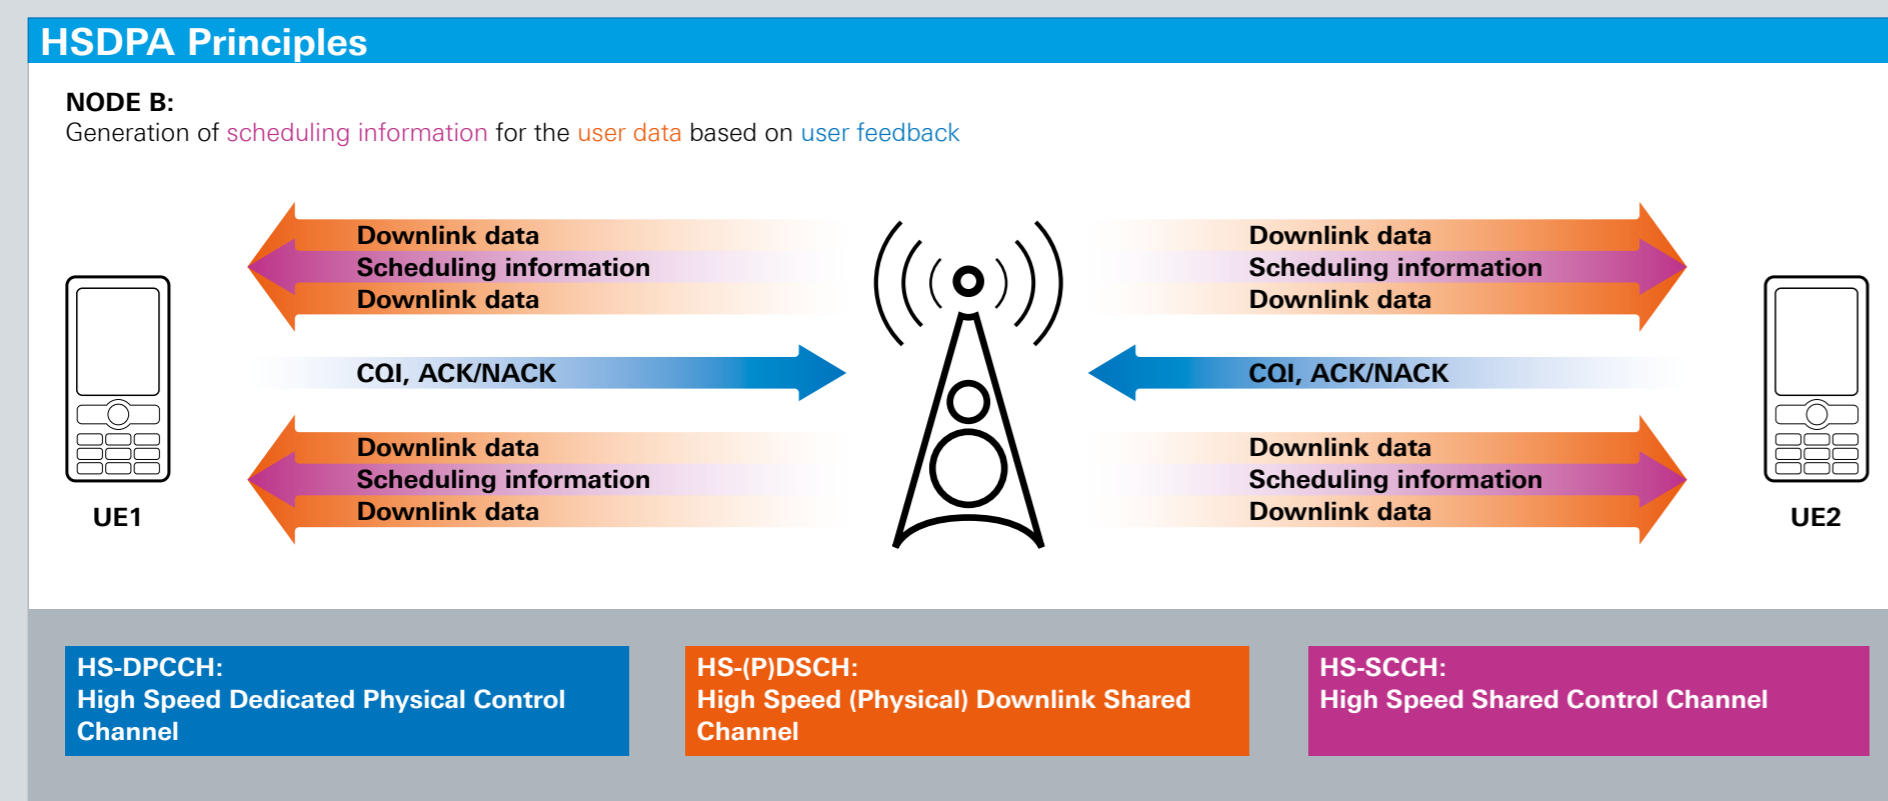 HSDPA Principles
NODE B:
Generation of scheduling information for the user data based on user feedback
Downlink data
Scheduling information
Downlink data
CQI, ACK/NACK
Downlink data
Scheduling information
Downlink data
UE1
Downlink data
Scheduling information
Downlink data
CQI, ACK/NACK
Downlink data
Scheduling information
Downlink data
UE2
HS-DPCCH:
High Speed Dedicated Physical Control
Channel
HS-(P)DSCH:
High Speed (Physical) Downlink Shared
Channel
HS-SCCH:
High Speed Shared Control Channel